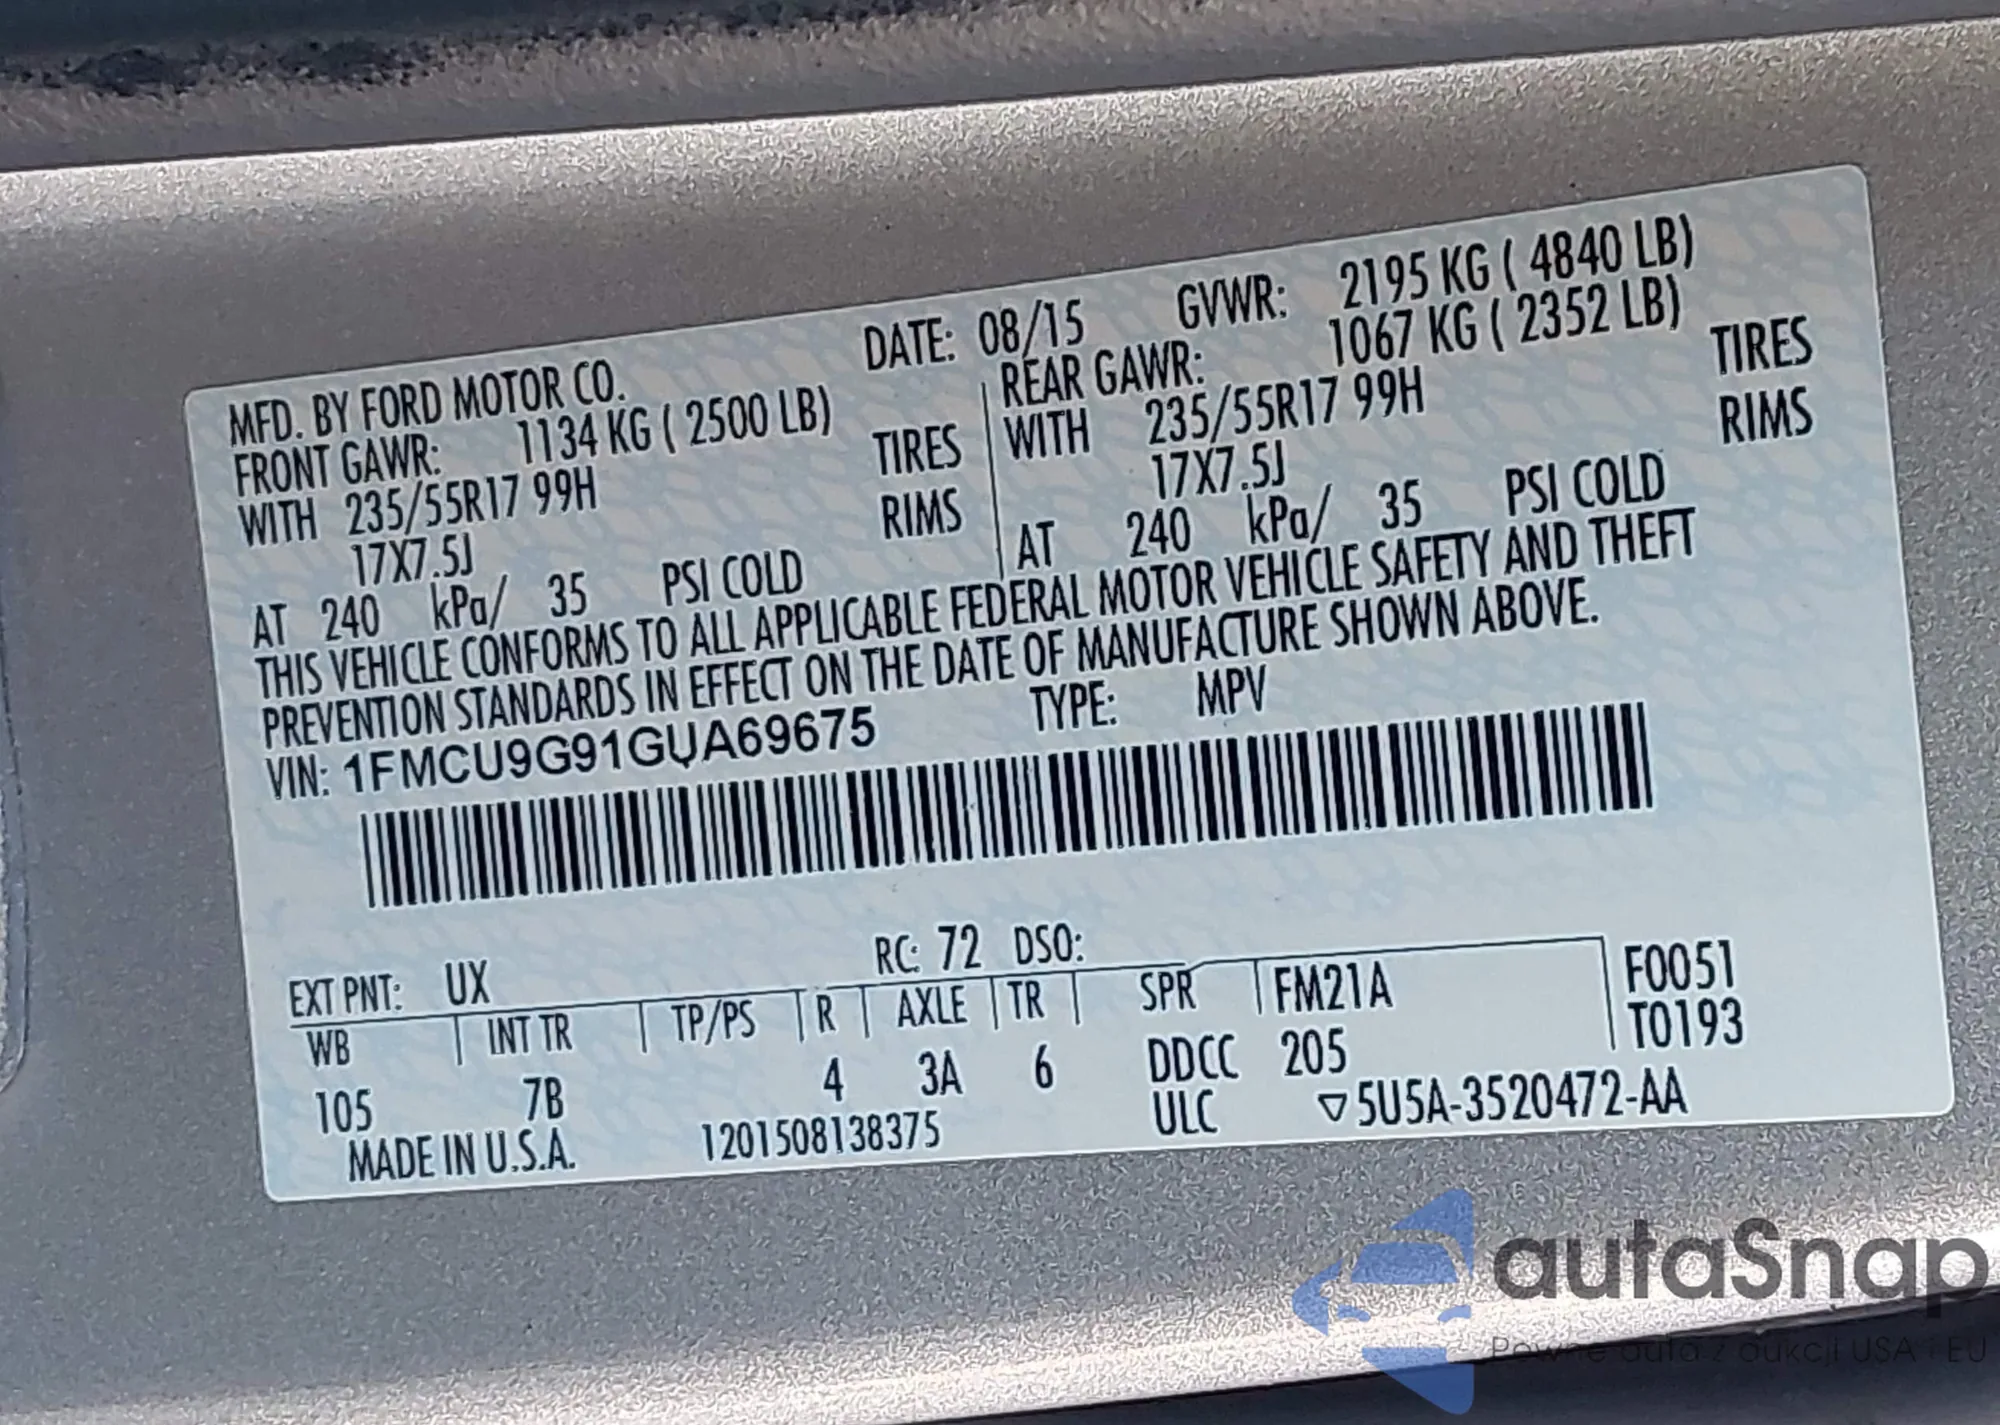 MFD. BY FORD MOTOR CO. DATE: 08/15 GVWR: 2195 KG ( 4840 LB)
FRONT GAWR: 1134 KG ( 2500 LB) REAR GAWR: 1067 KG ( 2352 LB)
WITH 235/55R17 99H TIRES WITH 235/55R17 99H TIRES
17X7.5J RIMS 17X7.5J RIMS
AT 240 kPa/ 35 PSI COLD AT 240 kPa/ 35 PSI COLD
THIS VEHICLE CONFORMS TO ALL APPLICABLE FEDERAL MOTOR VEHICLE SAFETY AND THEFT
PREVENTION STANDARDS IN EFFECT ON THE DATE OF MANUFACTURE SHOWN ABOVE.
VIN: 1FMCU9G91GUA69675 TYPE: MPV
EXT PNT: UX RC: 72 DSO:
WB INT TR TP/PS R AXLE TR SPR FM21A F0051
105 7B 4 3A 6 DDCC 205 T0193
MADE IN U.S.A. 1201508138375 ULC ▽5U5A-3520472-AA
autaSnap
Pewne auta z aukcji USA i EU